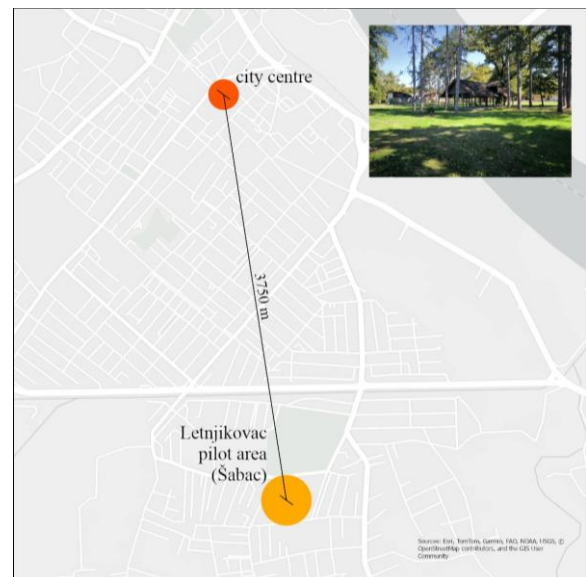 city centre
3750 m
Letnjikovac
pilot area
(Šabac)
Sources: Esri, TomTom, Garmin, FAO, NOAA, USGS, ©
OpenStreetMap contributors, and the GIS User
Community